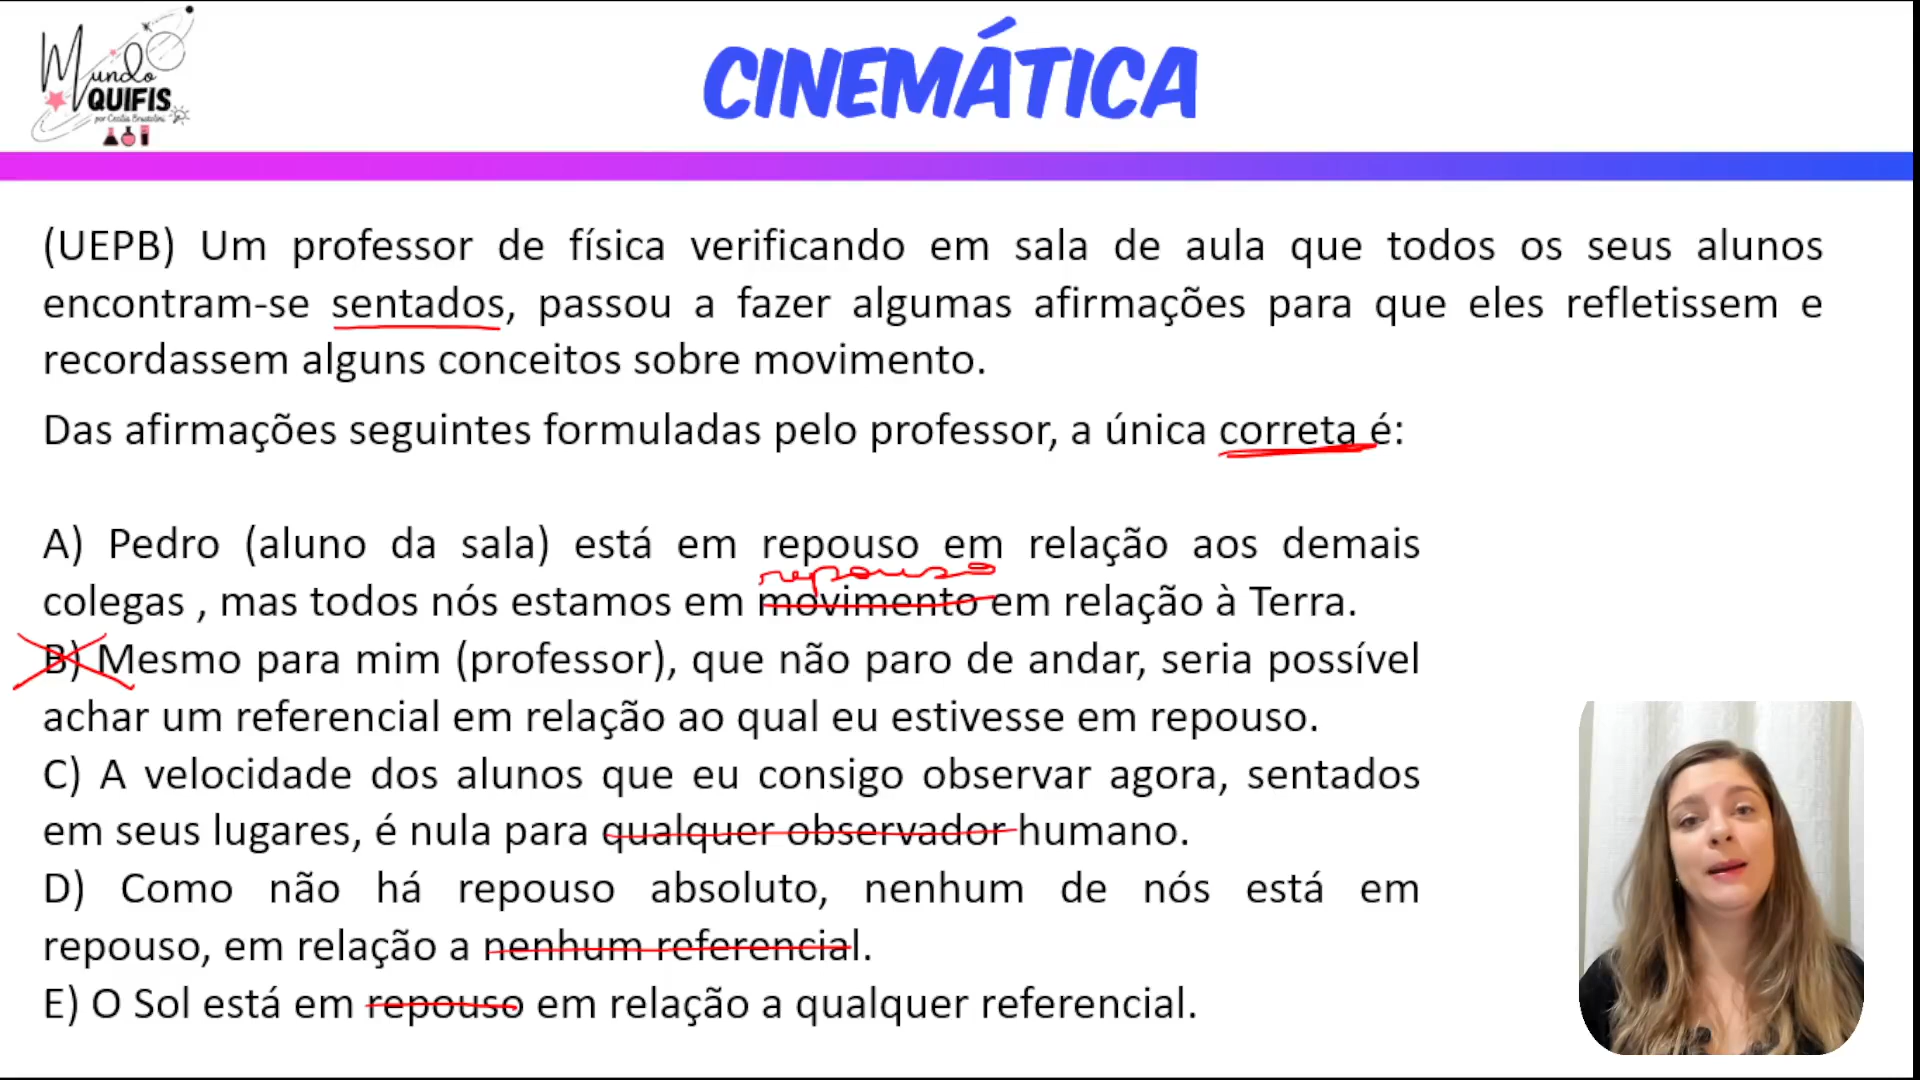 Mundo
QUIFIS
por Cecilia Brustolini
CINEMÁTICA
(UEPB) Um professor de física verificando em sala de aula que todos os seus alunos
encontram-se sentados, passou a fazer algumas afirmações para que eles refletissem e
recordassem alguns conceitos sobre movimento.
Das afirmações seguintes formuladas pelo professor, a única correta é:
A) Pedro (aluno da sala) está em repouso em relação aos demais
repouso
colegas , mas todos nós estamos em movimento em relação à Terra.
B) Mesmo para mim (professor), que não paro de andar, seria possível
achar um referencial em relação ao qual eu estivesse em repouso.
C) A velocidade dos alunos que eu consigo observar agora, sentados
em seus lugares, é nula para qualquer observador humano.
D) Como não há repouso absoluto, nenhum de nós está em
repouso, em relação a nenhum referencial.
E) O Sol está em repouso em relação a qualquer referencial.